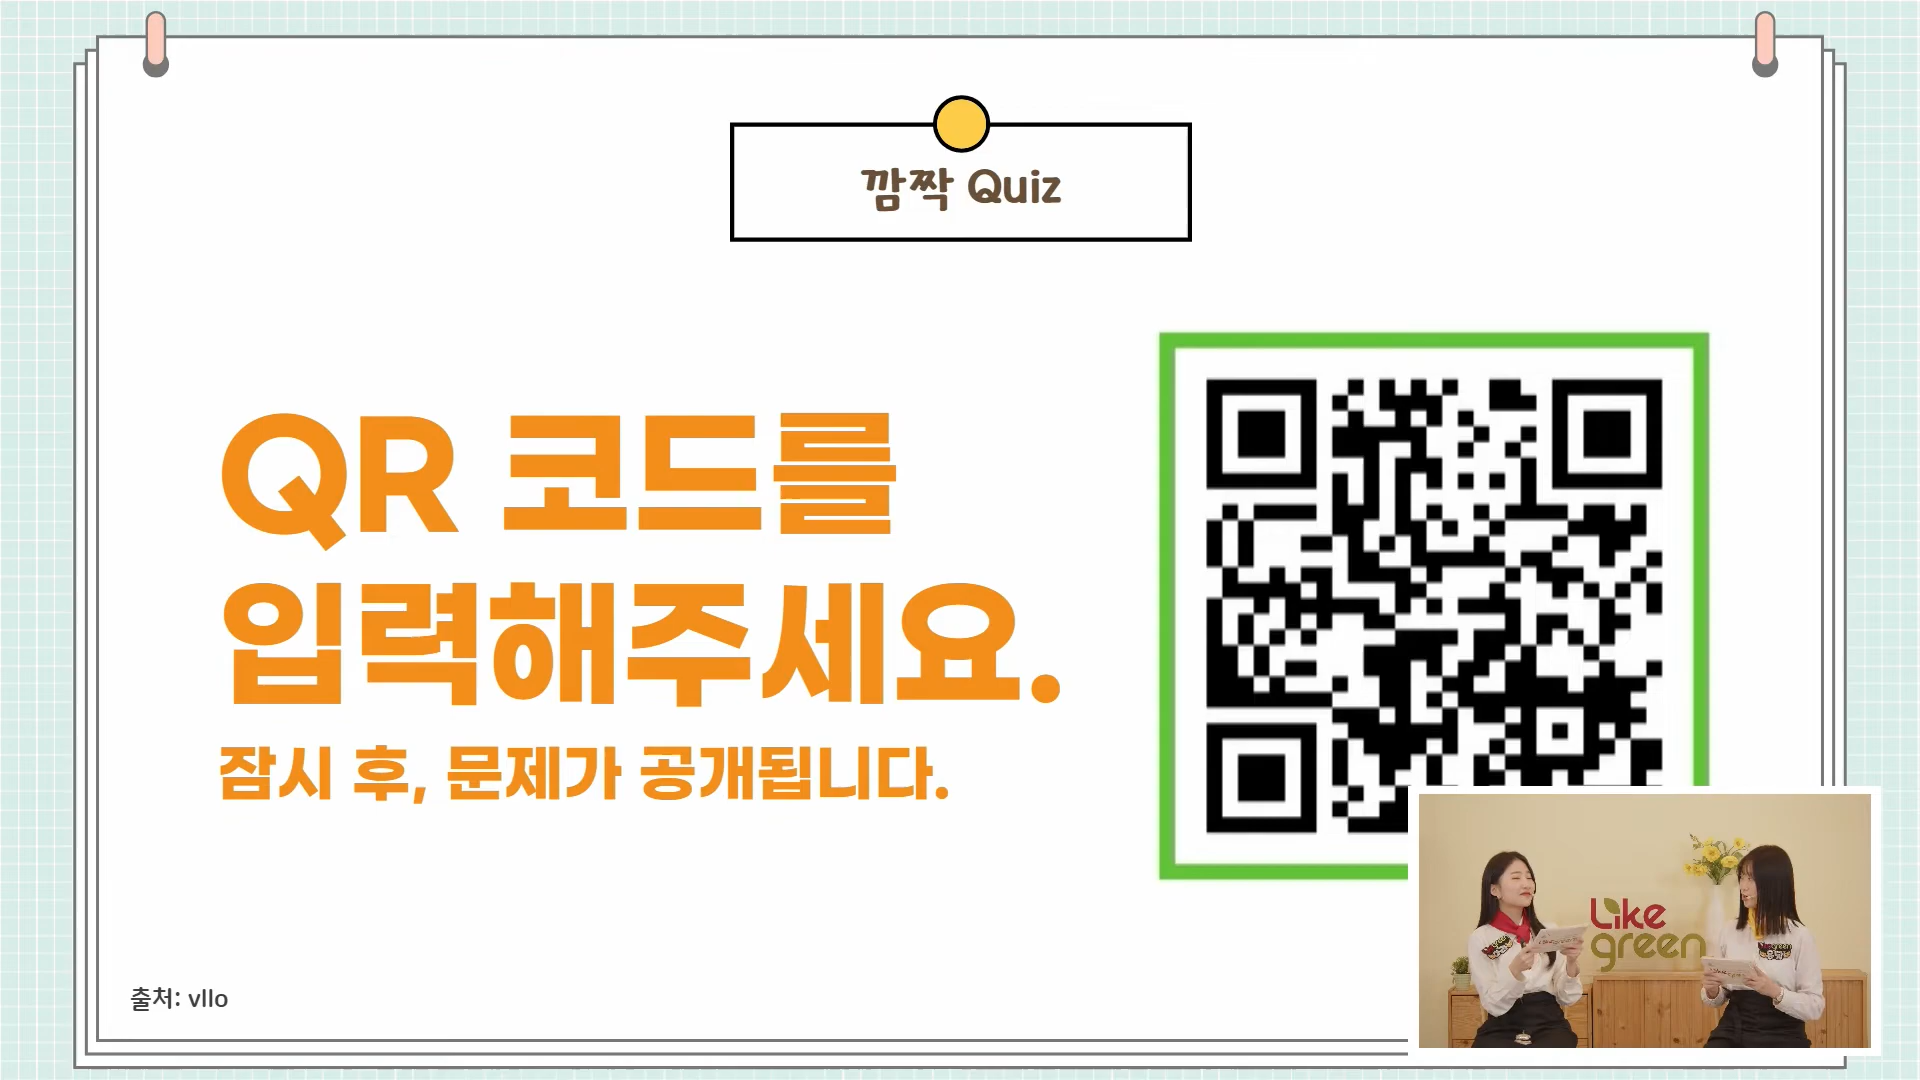 깜짝 Quiz
QR 코드를
입력해주세요.
잠시 후, 문제가 공개됩니다.
출처: vllo
Like
green